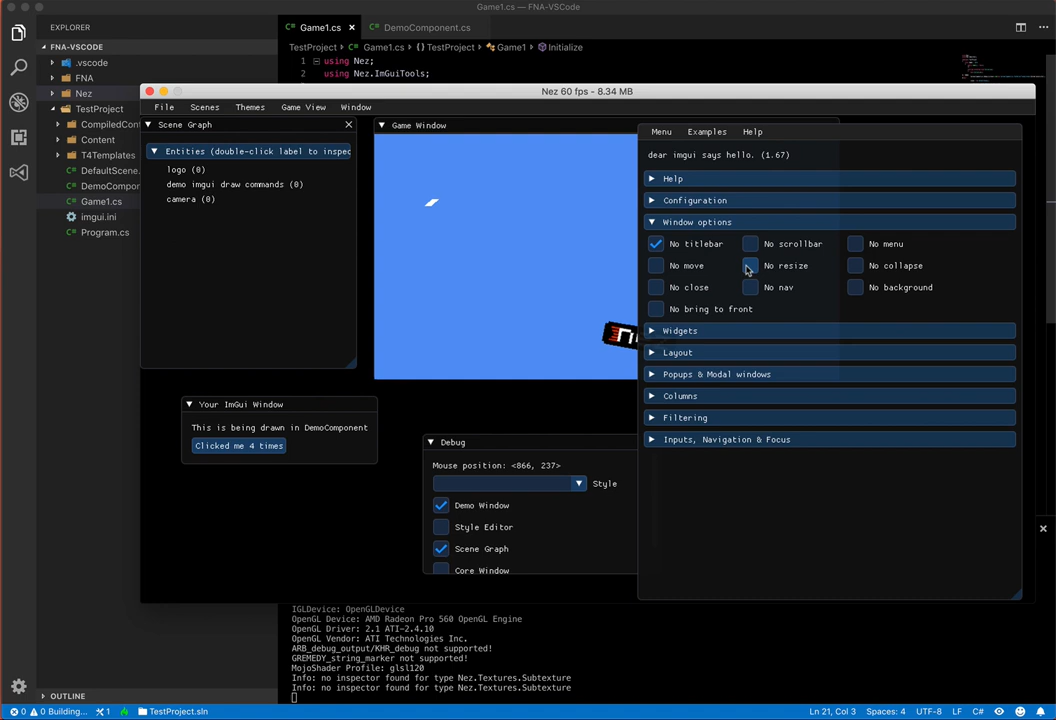 Game1.cs — FNA-VSCode
EXPLORER
FNA-VSCODE
.vscode
FNA
Nez
TestProject
CompiledCon
Content
T4Templates
DefaultScene.
DemoCompor
Game1.cs
imgui.ini
Program.cs
OUTLINE
Game1.cs
DemoComponent.cs
TestProject › Game1.cs › {} TestProject › Game1 › Initialize
1 using Nez;
2 using Nez.ImGuiTools;
Nez 60 fps - 8.34 MB
File Scenes Themes Game View Window
Scene Graph
Entities (double-click label to inspec
logo (0)
demo imgui draw commands (0)
camera (0)
Game Window
Your ImGui Window
This is being drawn in DemoComponent
Clicked me 4 times
Debug
Mouse position: <866, 237>
Style
Demo Window
Style Editor
Scene Graph
Core Window
Menu Examples Help
dear imgui says hello. (1.67)
Help
Configuration
Window options
No titlebar No scrollbar No menu
No move No resize No collapse
No close No nav No background
No bring to front
Widgets
Layout
Popups & Modal windows
Columns
Filtering
Inputs, Navigation & Focus
IGLDevice: OpenGLDevice
OpenGL Device: AMD Radeon Pro 560 OpenGL Engine
OpenGL Driver: 2.1 ATI-2.4.10
OpenGL Vendor: ATI Technologies Inc.
ARB_debug_output/KHR_debug not supported!
GREMEDY_string_marker not supported!
MojoShader Profile: glsl120
Info: no inspector found for type Nez.Textures.Subtexture
Info: no inspector found for type Nez.Textures.Subtexture
0 0 Building... 1 TestProject.sln
Ln 21, Col 3 Spaces: 4 UTF-8 LF C#